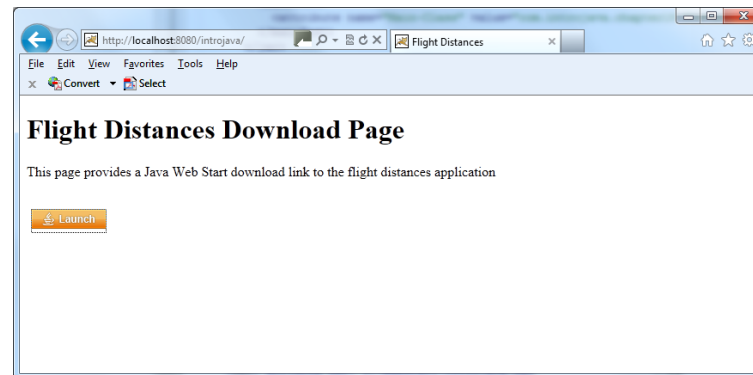 http://localhost:8080/introjava/
Flight Distances
File Edit View Favorites Tools Help
x Convert Select
Flight Distances Download Page
This page provides a Java Web Start download link to the flight distances application
Launch